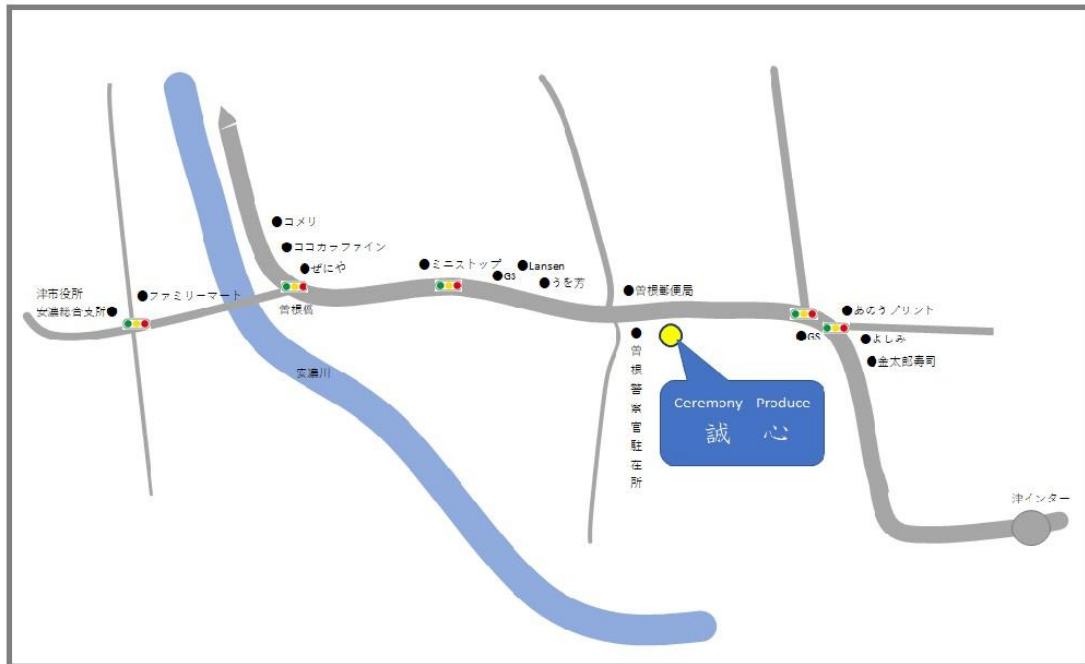 コメリ
ココカラファイン
ぜにや
ミニストップ
Lansen
GS
うを芳
津市役所
安濃総合支所
ファミリーマート
曽根橋
曽根郵便局
あのうプリント
GS
よしみ
金太郎寿司
安濃川
曽根警察官駐在所
Ceremony Produce
誠 心
津インター